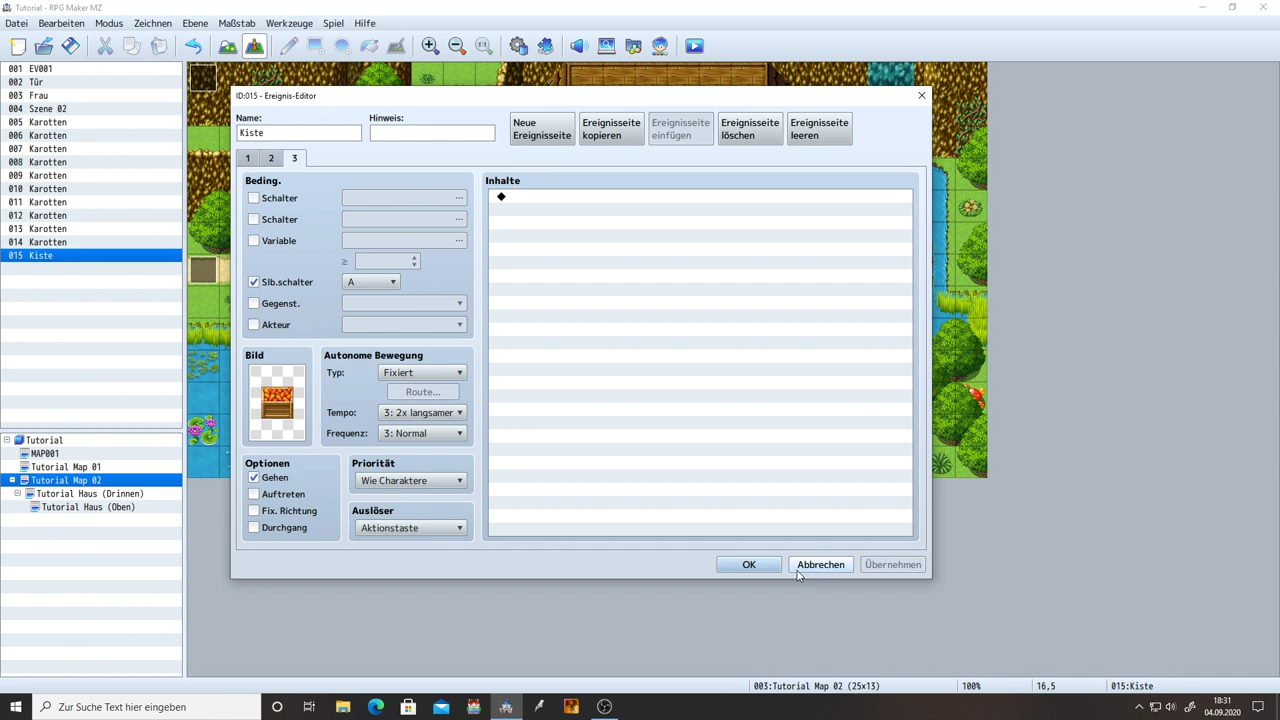 Tutorial - RPG Maker MZ
Datei Bearbeiten Modus Zeichnen Ebene Maßstab Werkzeuge Spiel Hilfe
001 EV001
002 Tür
003 Frau
004 Szene 02
005 Karotten
006 Karotten
007 Karotten
008 Karotten
009 Karotten
010 Karotten
011 Karotten
012 Karotten
013 Karotten
014 Karotten
015 Kiste
Tutorial
MAP001
Tutorial Map 01
Tutorial Map 02
Tutorial Haus (Drinnen)
Tutorial Haus (Oben)
ID:015 - Ereignis-Editor
Name: Hinweis:
Kiste
Neue Ereignisseite
Ereignisseite kopieren
Ereignisseite einfügen
Ereignisseite löschen
Ereignisseite leeren
1 2 3
Beding.
Schalter ...
Schalter ...
Variable ...
≥
Slb.schalter A
Gegenst.
Akteur
Bild
Autonome Bewegung
Typ: Fixiert
Route...
Tempo: 3: 2x langsamer
Frequenz: 3: Normal
Optionen
Gehen
Auftreten
Fix. Richtung
Durchgang
Priorität
Wie Charaktere
Auslöser
Aktionstaste
Inhalte
◆
OK Abbrechen Übernehmen
003:Tutorial Map 02 (25x13) 100% 16,5 015:Kiste
Zur Suche Text hier eingeben
18:31
04.09.2020